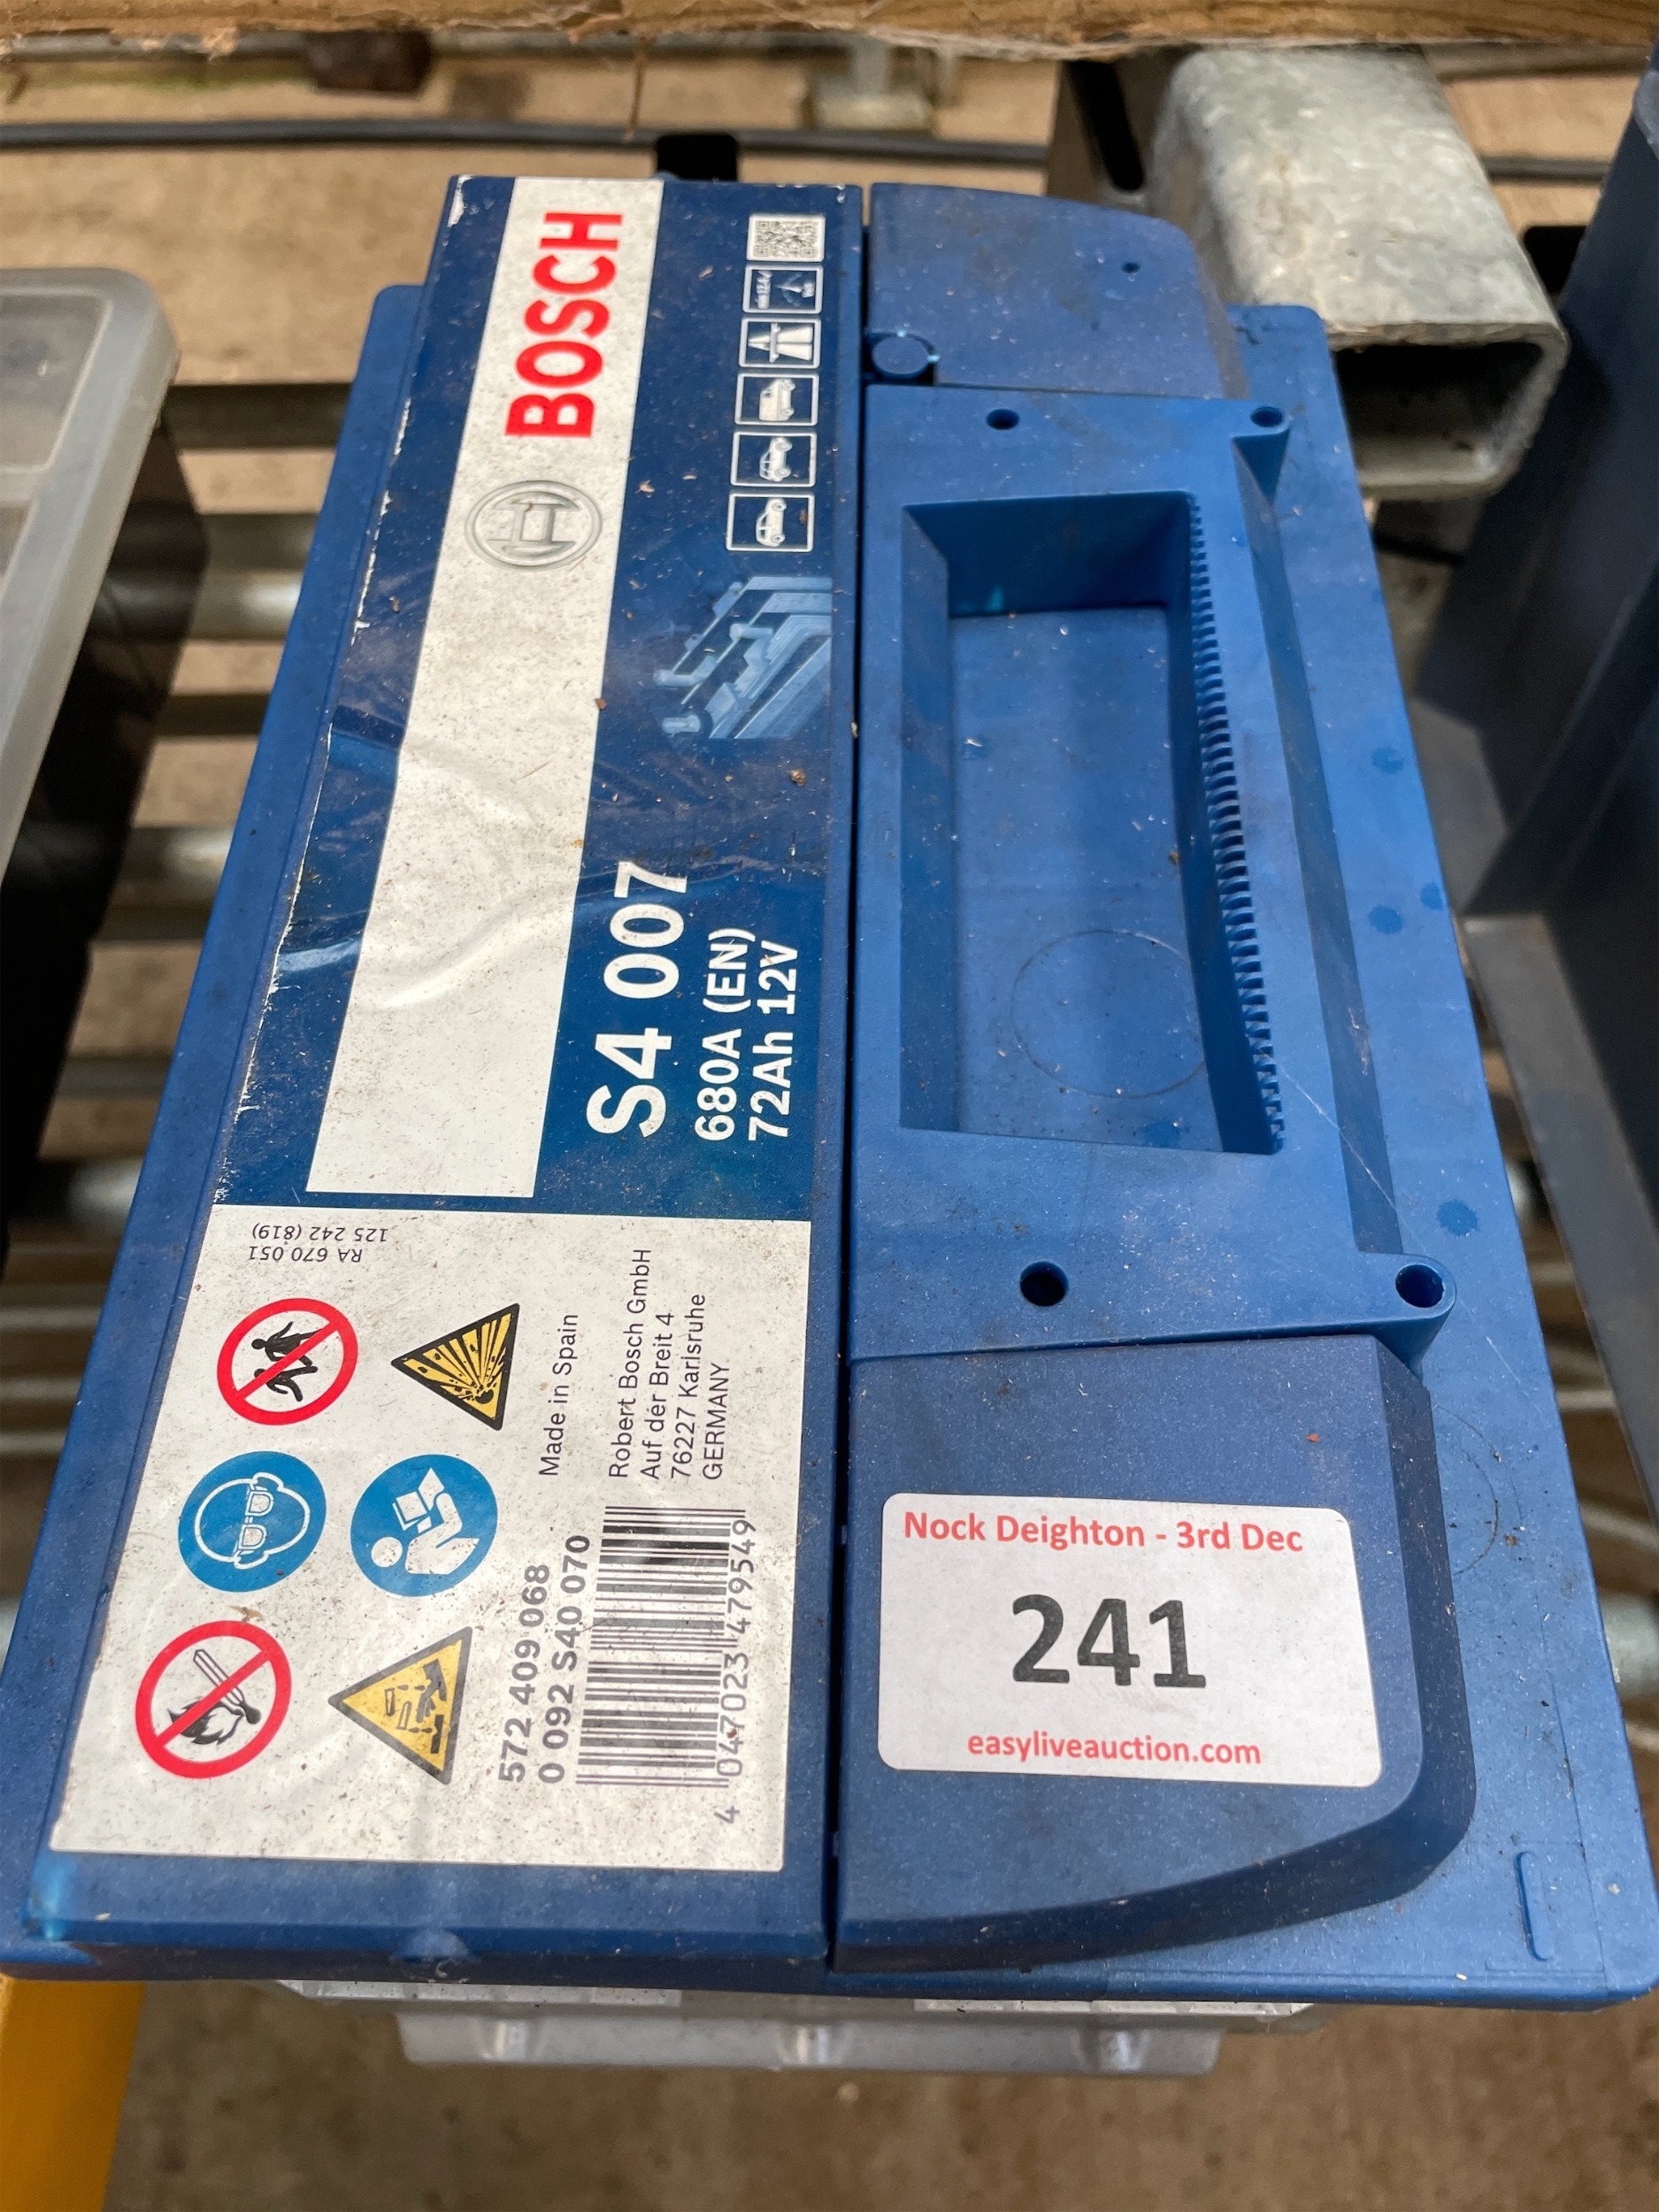 BOSCH
S4 007
680A (EN)
72Ah 12V
RA 670 051
125 242 (819)
Made in Spain
Robert Bosch GmbH
Auf der Breit 4
76227 Karlsruhe
GERMANY
572 409 068
0 092 S40 070
4 047023 479549
Nock Deighton - 3rd Dec
241
easyliveauction.com